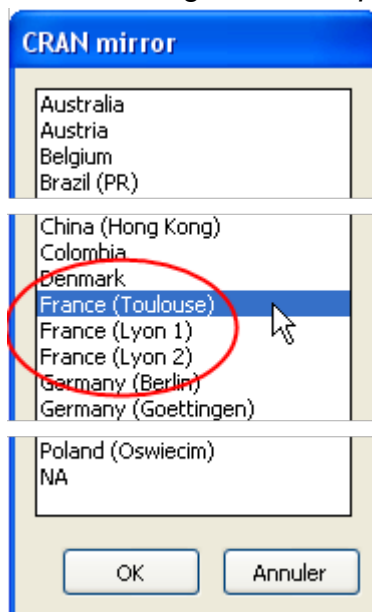 CRAN mirror
Australia
Austria
Belgium
Brazil (PR)
China (Hong Kong)
Colombia
Denmark
France (Toulouse)
France (Lyon 1)
France (Lyon 2)
Germany (Berlin)
Germany (Goettingen)
Poland (Oswiecim)
NA
OK
Annuler